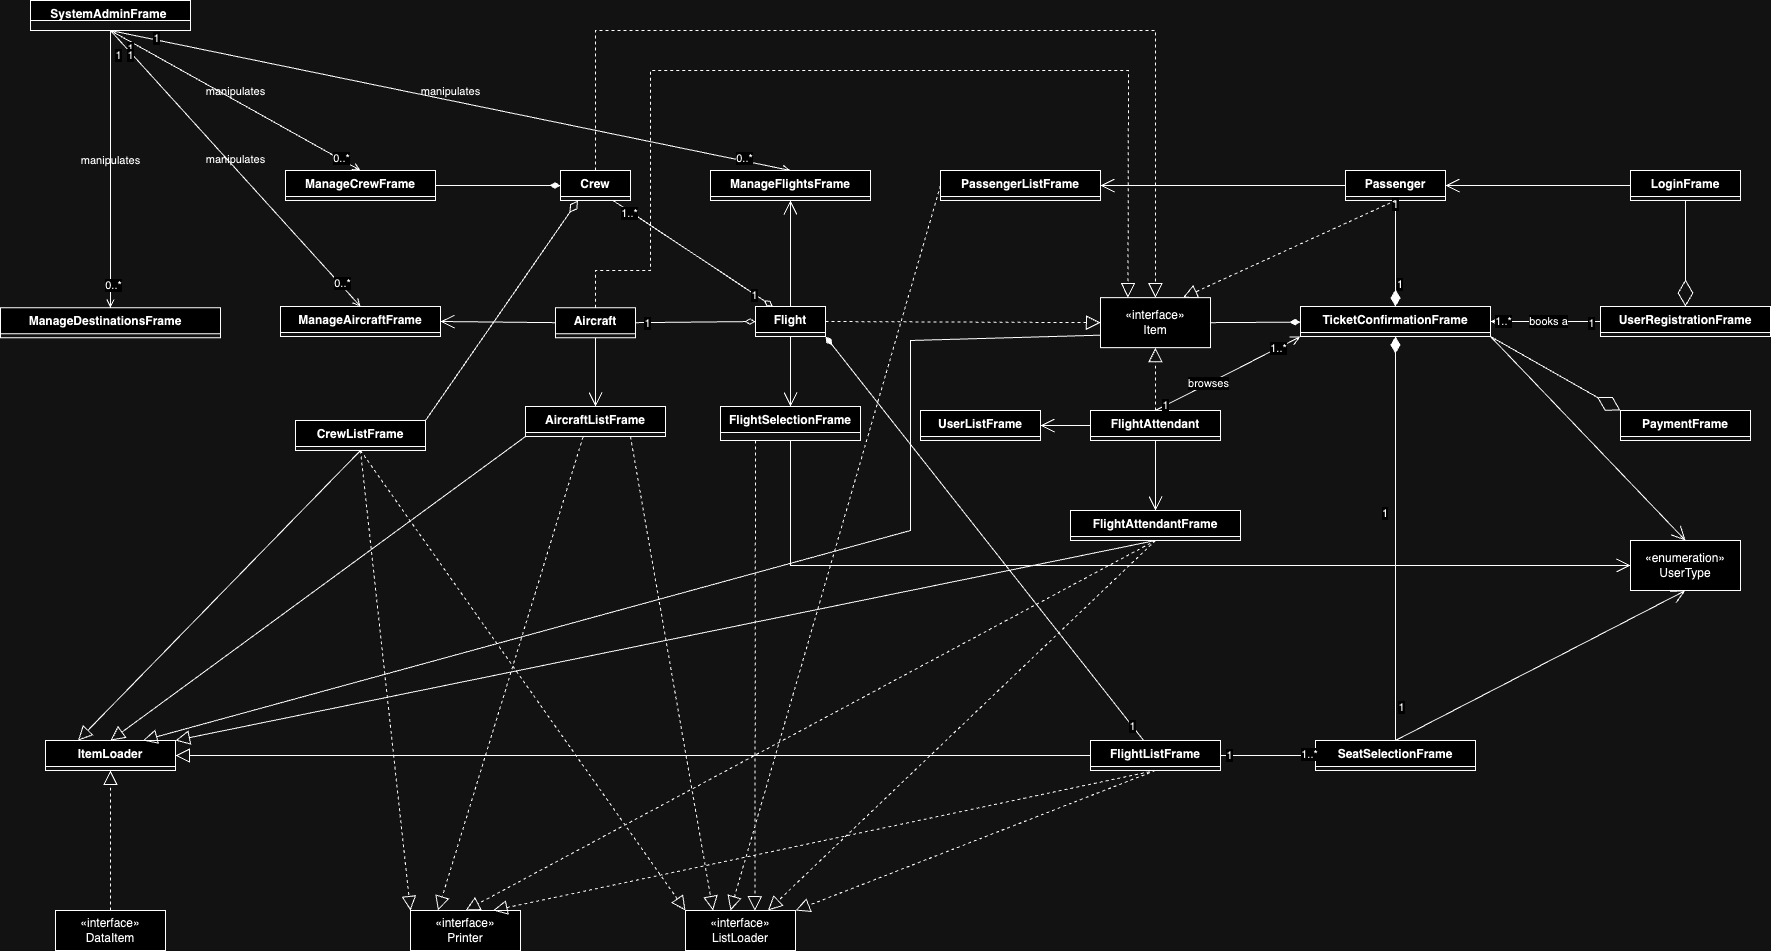 SystemAdminFrame
1
1
1
1
manipulates
manipulates
manipulates
manipulates
0..*
0..*
ManageCrewFrame
Crew
ManageFlightsFrame
PassengerListFrame
Passenger
LoginFrame
1..*
1
0..*
0..*
1
1
ManageDestinationsFrame
ManageAircraftFrame
Aircraft
1
Flight
«interface»
Item
TicketConfirmationFrame
1..*
books a
1
UserRegistrationFrame
1..*
browses
1
CrewListFrame
AircraftListFrame
FlightSelectionFrame
UserListFrame
FlightAttendant
PaymentFrame
1
FlightAttendantFrame
«enumeration»
UserType
1
1
ItemLoader
FlightListFrame
1
1..*
SeatSelectionFrame
«interface»
DataItem
«interface»
Printer
«interface»
ListLoader